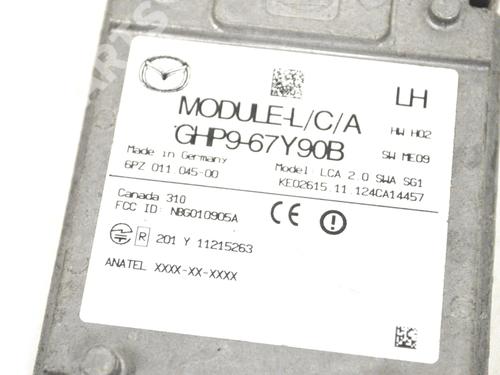 LH
MODULE-L/C/A
HW H02
GHP9-67Y90B
SW ME09
Made in Germany
Model: LCA 2.0 SWA SG1
6PZ 011.045-00
KE02615.11.124CA14457
Canada 310
FCC ID: NBG010905A
CE
R 201 Y 11215263
ANATEL XXXX-XX-XXXX